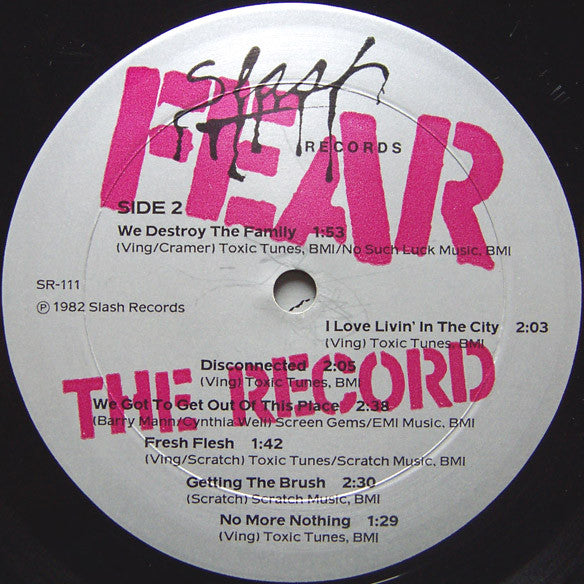 slash
FEAR
RECORDS
SIDE 2
We Destroy The Family 1:53
(Ving/Cramer) Toxic Tunes, BMI/No Such Luck Music, BMI
SR-111
Ⓟ 1982 Slash Records
I Love Livin' In The City 2:03
(Ving) Toxic Tunes, BMI
Disconnected 2:05
(Ving) Toxic Tunes, BMI
THE RECORD
We Got To Get Out Of This Place 2:38
(Barry Mann/Cynthia Weil) Screen Gems/EMI Music, BMI
Fresh Flesh 1:42
(Ving/Scratch) Toxic Tunes/Scratch Music, BMI
Getting The Brush 2:30
(Scratch) Scratch Music, BMI
No More Nothing 1:29
(Ving) Toxic Tunes, BMI